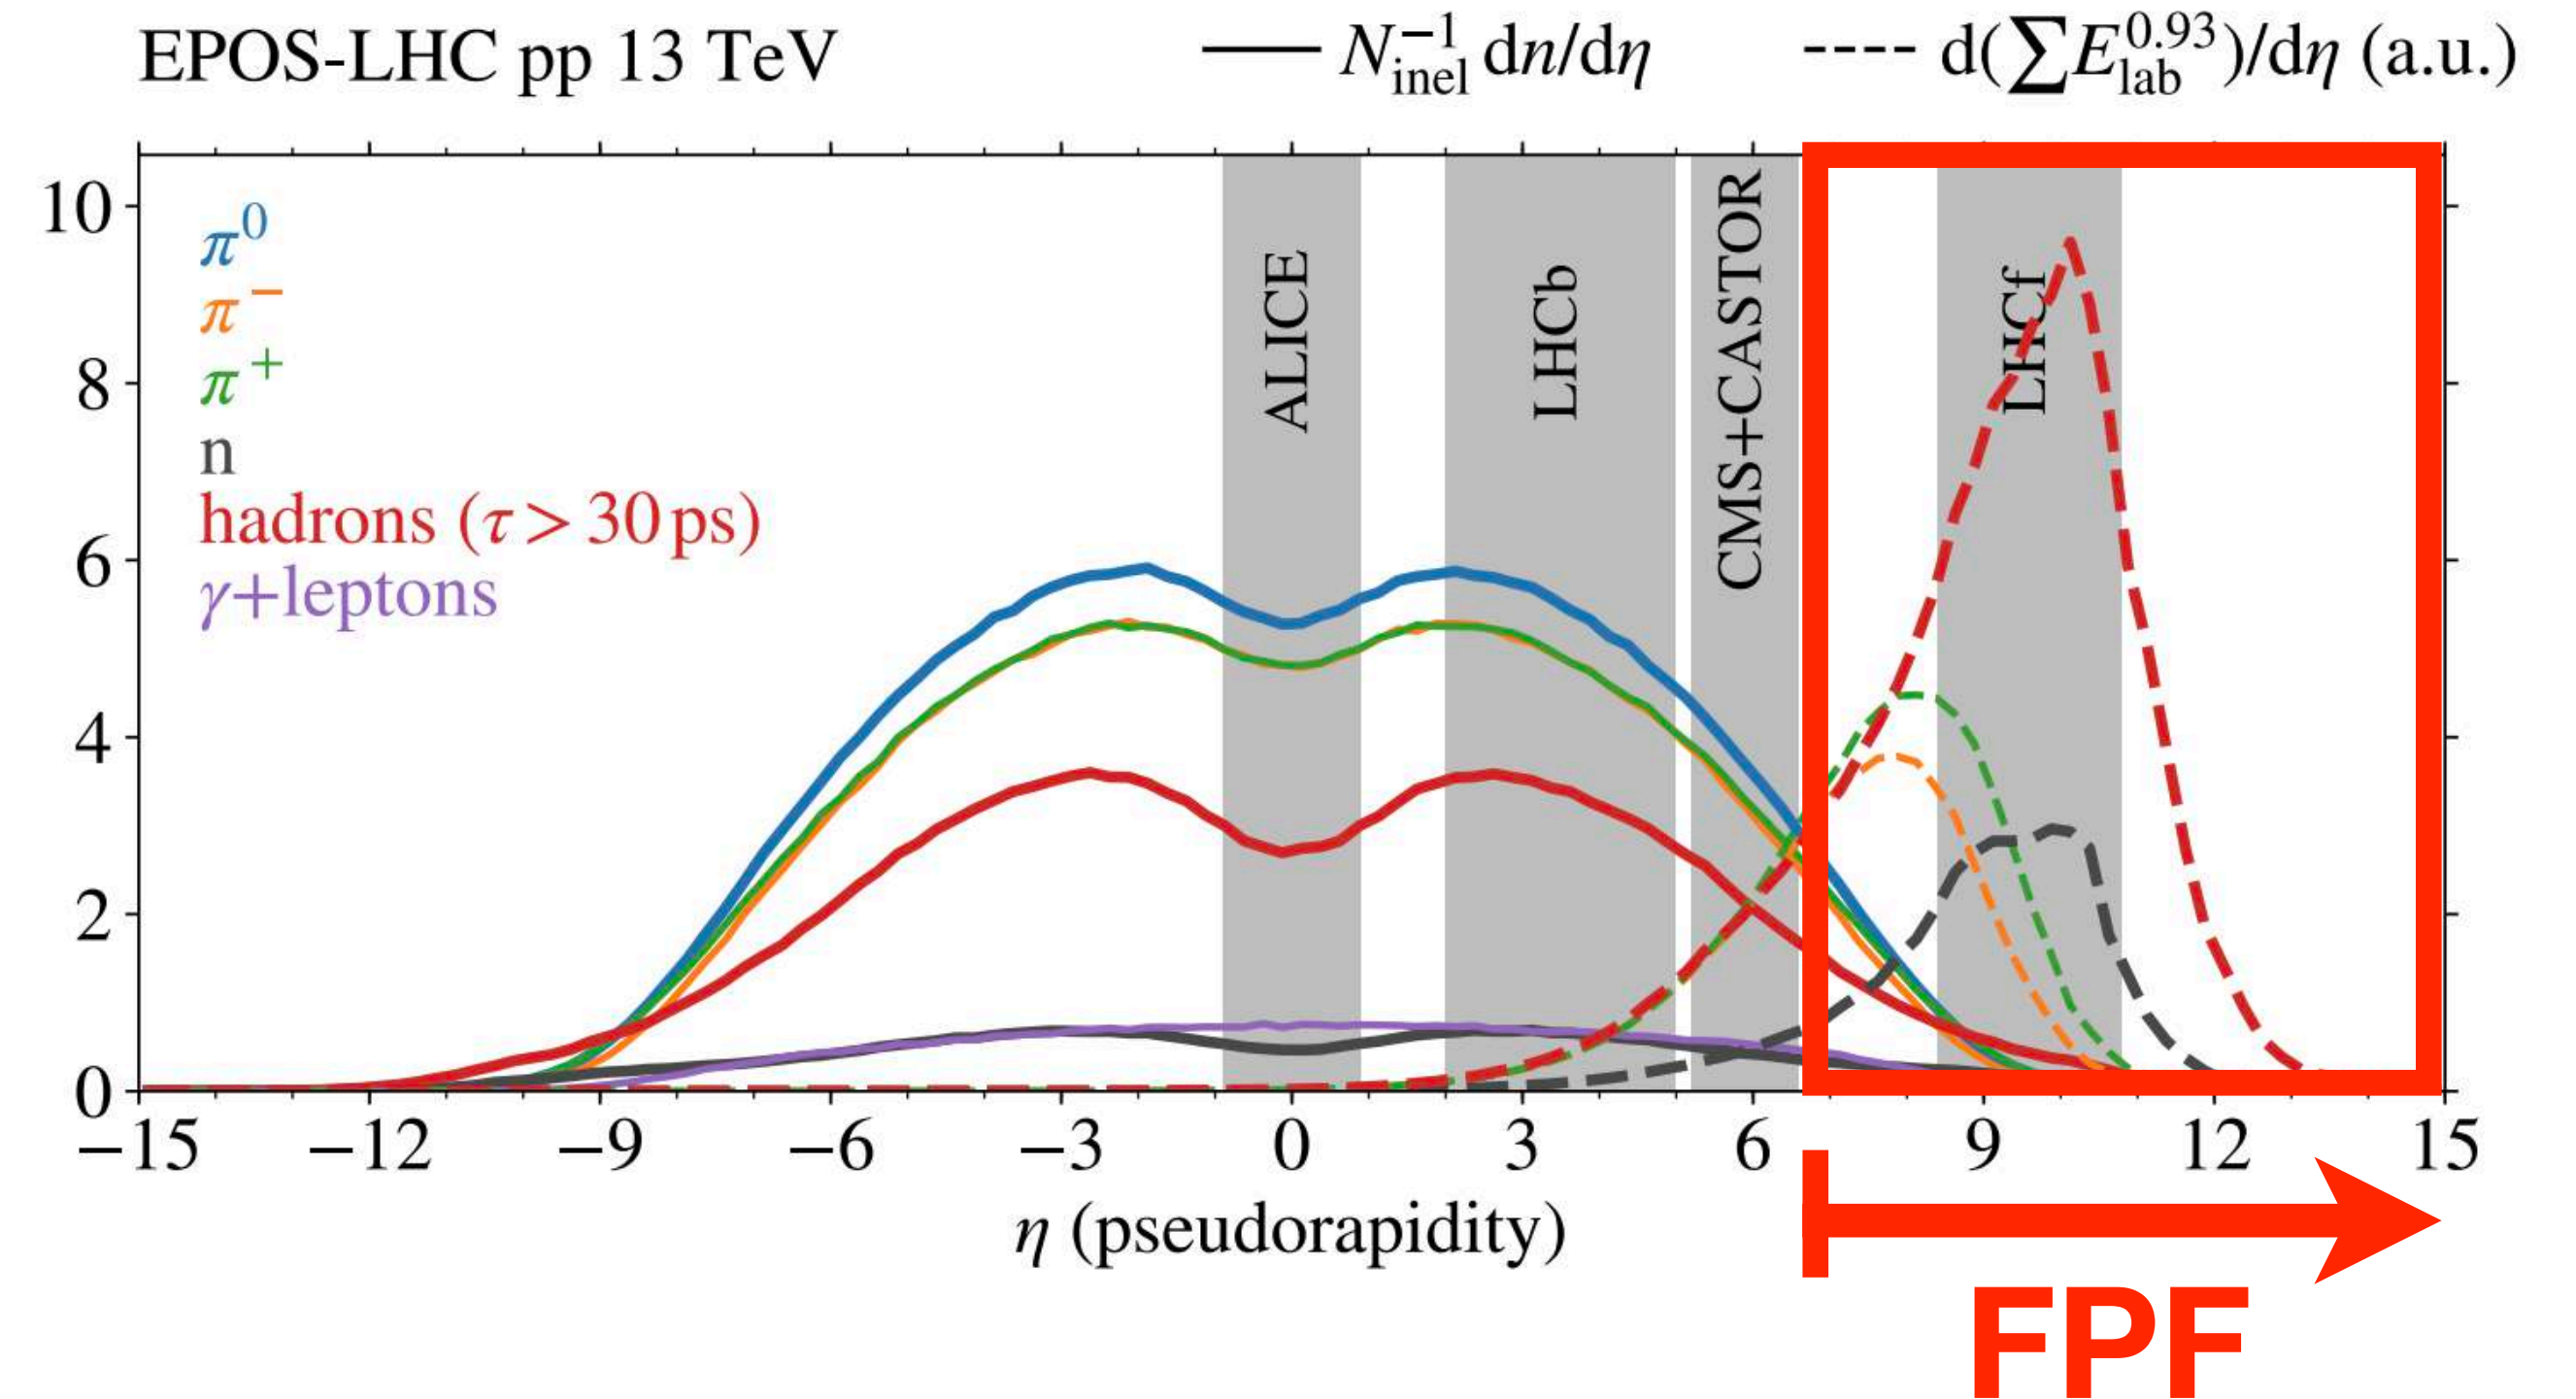 EPOS-LHC pp 13 TeV
N_inel^−1 dn/dη
d(∑E_lab^0.93)/dη (a.u.)
10
8
6
4
2
0
π^0
π^−
π^+
n
hadrons (τ > 30 ps)
γ+leptons
ALICE
LHCb
CMS+CASTOR
LHCf
−15 −12 −9 −6 −3 0 3 6 9 12 15
η (pseudorapidity)
FPF